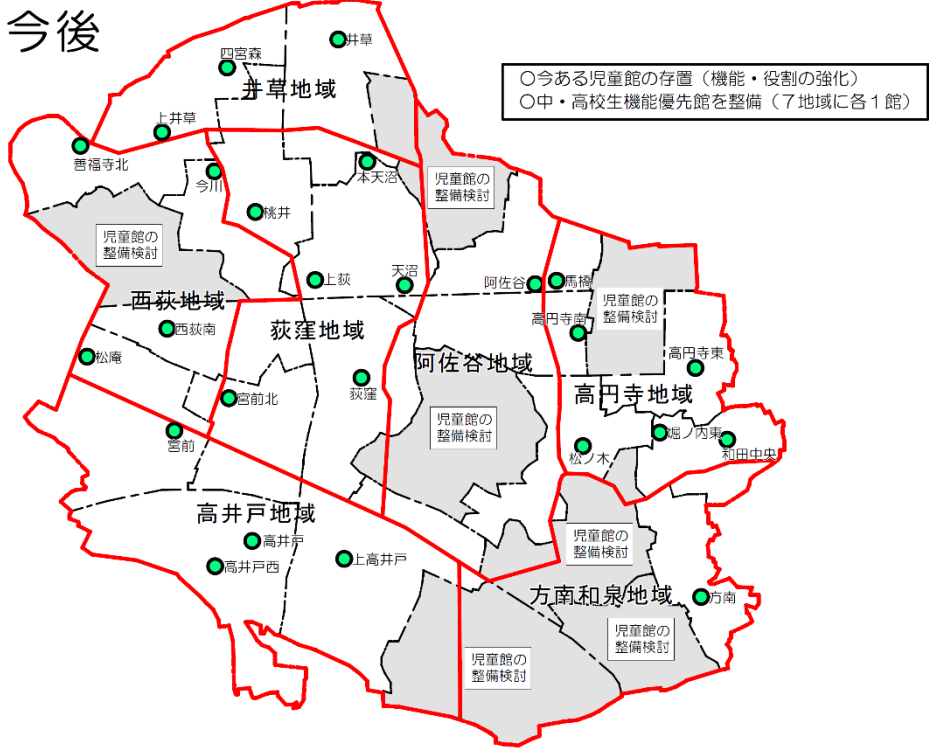 今後
○今ある児童館の存置（機能・役割の強化）
○中・高校生機能優先館を整備（７地域に各１館）
井草
四宮森
井草地域
上井草
善福寺北
今川
本天沼
児童館の
整備検討
桃井
児童館の
整備検討
上荻
天沼
阿佐谷
馬橋
児童館の
整備検討
西荻地域
西荻南
荻窪地域
高円寺南
阿佐谷地域
高円寺東
松庵
荻窪
高円寺地域
宮前北
児童館の
整備検討
宮前
堀ノ内東
松ノ木
和田中央
高井戸地域
高井戸
児童館の
整備検討
高井戸西
上高井戸
方南和泉地域
方南
児童館の
整備検討
児童館の
整備検討